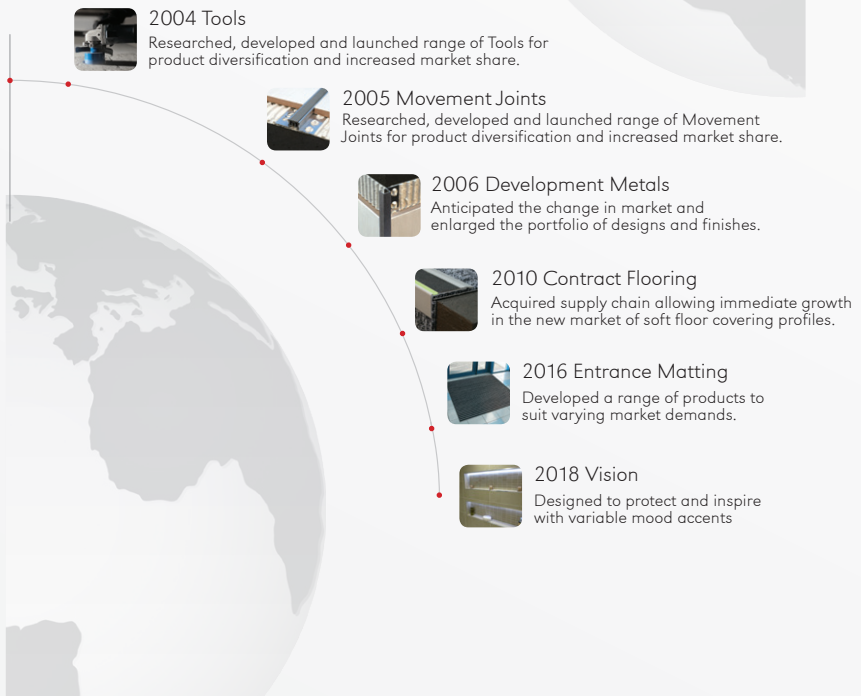 2004 Tools
Researched, developed and launched range of Tools for
product diversification and increased market share.
2005 Movement Joints
Researched, developed and launched range of Movement
Joints for product diversification and increased market share.
2006 Development Metals
Anticipated the change in market and
enlarged the portfolio of designs and finishes.
2010 Contract Flooring
Acquired supply chain allowing immediate growth
in the new market of soft floor covering profiles.
2016 Entrance Matting
Developed a range of products to
suit varying market demands.
2018 Vision
Designed to protect and inspire
with variable mood accents